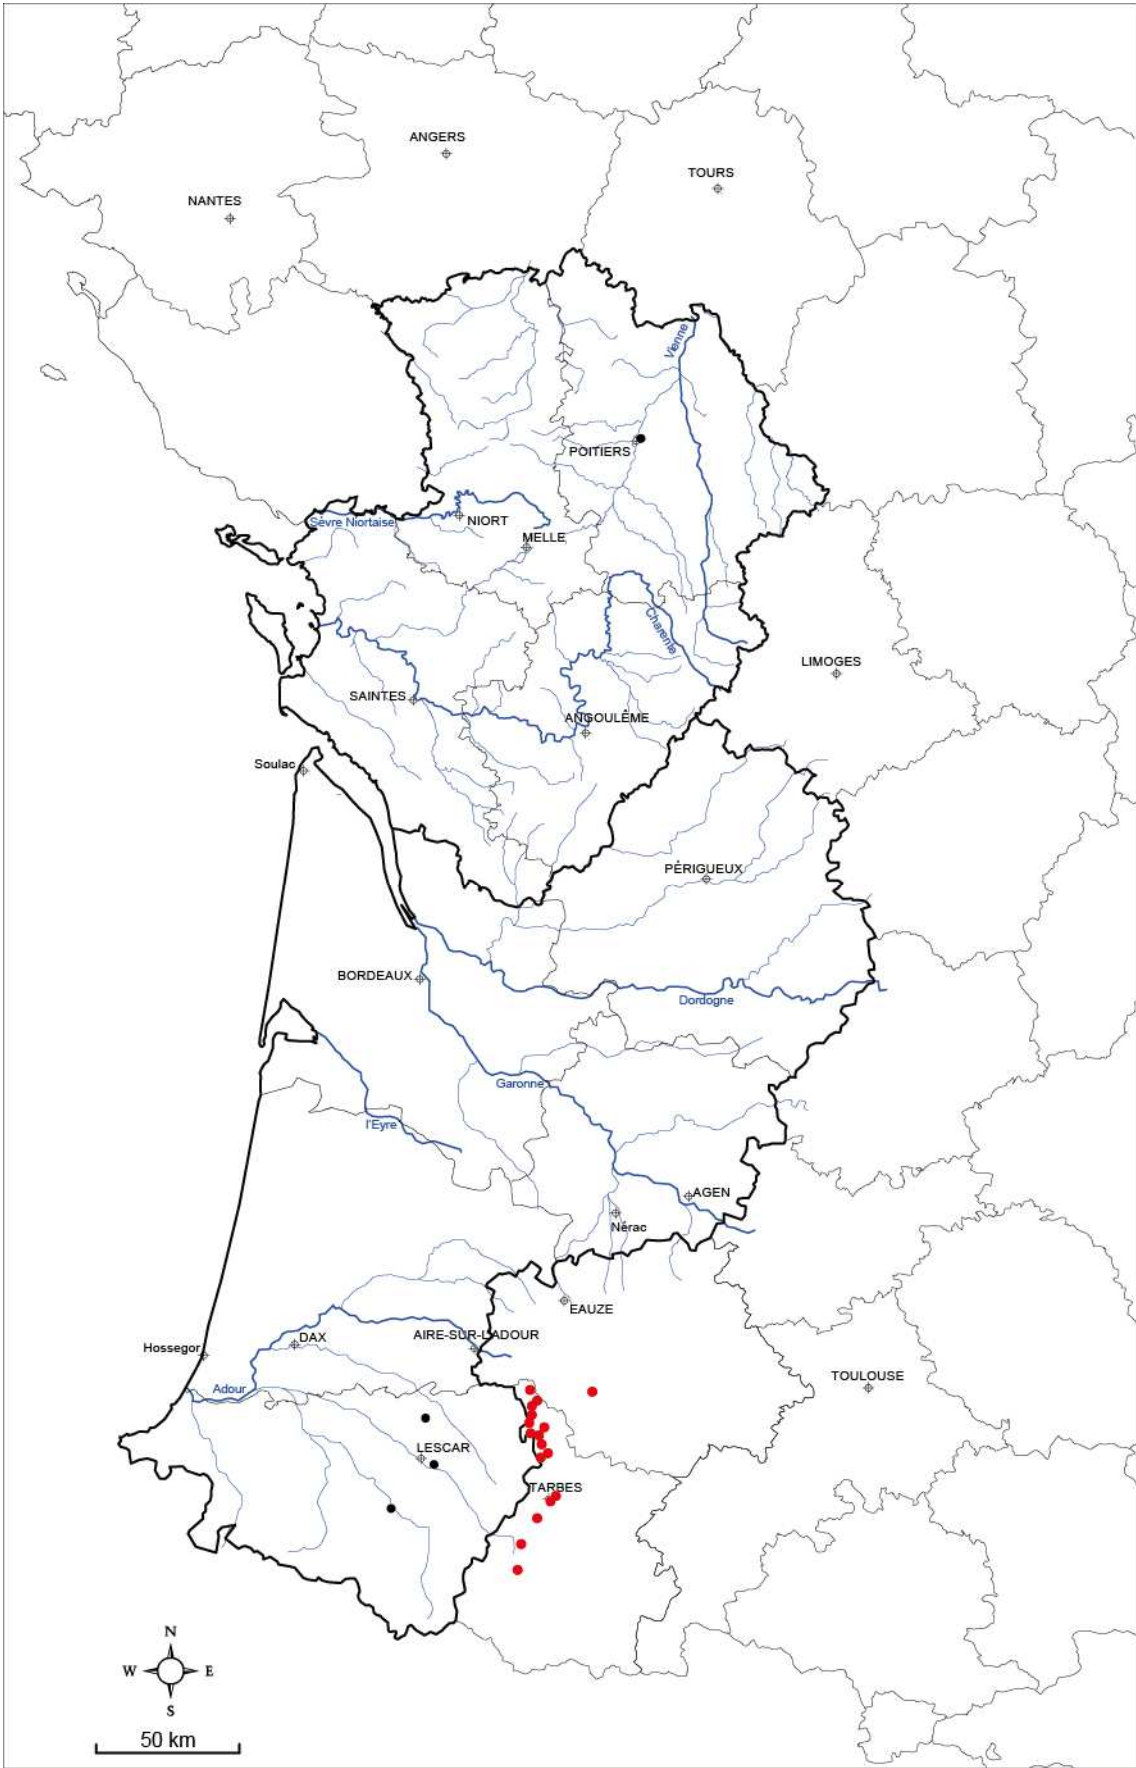 ANGERS
TOURS
NANTES
Vienne
POITIERS
Sèvre Niortaise
NIORT
MELLE
Charente
LIMOGES
SAINTES
ANGOULÊME
Soulac
PÉRIGUEUX
BORDEAUX
Dordogne
Garonne
l'Eyre
AGEN
Nérac
EAUZE
AIRE-SUR-L'ADOUR
DAX
Hossegor
TOULOUSE
Adour
LESCAR
TARBES
N
W
E
S
50 km